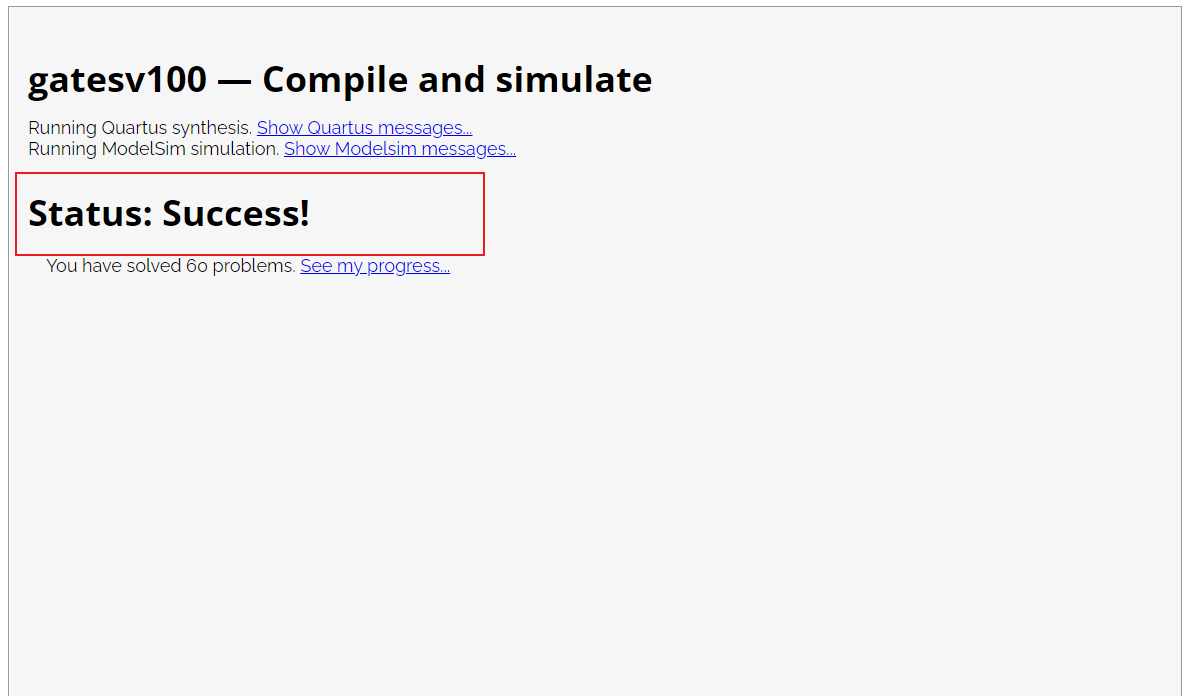 gatesv100 — Compile and simulate
Running Quartus synthesis. Show Quartus messages...
Running ModelSim simulation. Show Modelsim messages...
Status: Success!
You have solved 60 problems. See my progress...